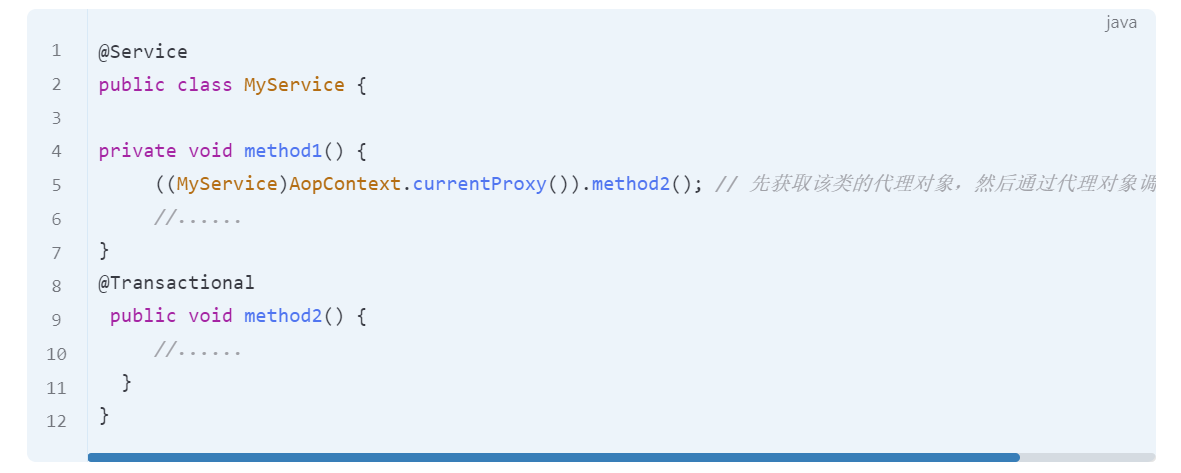 java
1 @Service
2 public class MyService {
3
4 private void method1() {
5 ((MyService)AopContext.currentProxy()).method2(); // 先获取该类的代理对象，然后通过代理对象调
6 //......
7 }
8 @Transactional
9 public void method2() {
10 //......
11 }
12 }